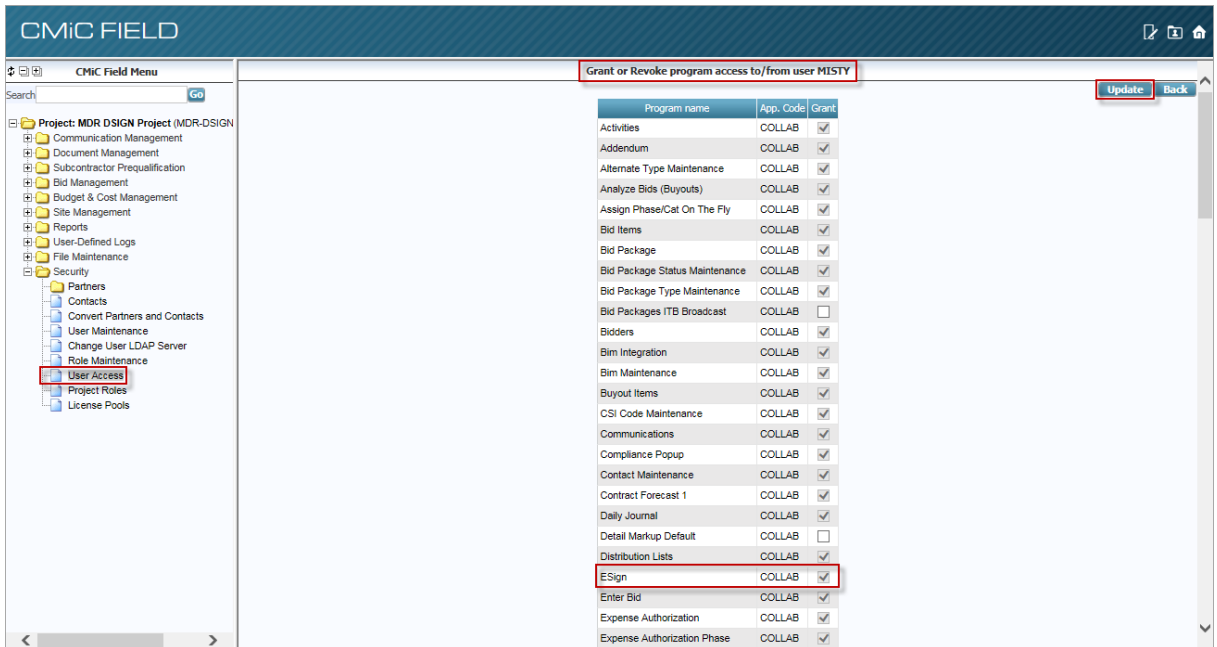 CMiC FIELD
CMiC Field Menu
Search Go
Project: MDR DSIGN Project (MDR-DSIGN
Communication Management
Document Management
Subcontractor Prequalification
Bid Management
Budget & Cost Management
Site Management
Reports
User-Defined Logs
File Maintenance
Security
Partners
Contacts
Convert Partners and Contacts
User Maintenance
Change User LDAP Server
Role Maintenance
User Access
Project Roles
License Pools
Grant or Revoke program access to/from user MISTY
Update Back
Program name App. Code Grant
Activities COLLAB
Addendum COLLAB
Alternate Type Maintenance COLLAB
Analyze Bids (Buyouts) COLLAB
Assign Phase/Cat On The Fly COLLAB
Bid Items COLLAB
Bid Package COLLAB
Bid Package Status Maintenance COLLAB
Bid Package Type Maintenance COLLAB
Bid Packages ITB Broadcast COLLAB
Bidders COLLAB
Bim Integration COLLAB
Bim Maintenance COLLAB
Buyout Items COLLAB
CSI Code Maintenance COLLAB
Communications COLLAB
Compliance Popup COLLAB
Contact Maintenance COLLAB
Contract Forecast 1 COLLAB
Daily Journal COLLAB
Detail Markup Default COLLAB
Distribution Lists COLLAB
ESign COLLAB
Enter Bid COLLAB
Expense Authorization COLLAB
Expense Authorization Phase COLLAB